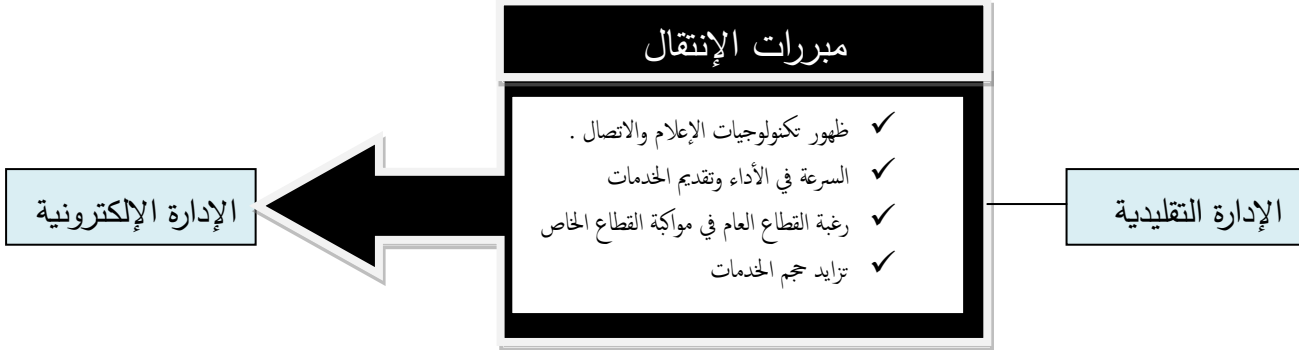 مبررات الإنتقال
الإدارة التقليدية
ظهور تكنولوجيات الإعلام والاتصال .
السرعة في الأداء وتقديم الخدمات
رغبة القطاع العام في مواكبة القطاع الخاص
تزايد حجم الخدمات
الإدارة الإلكترونية